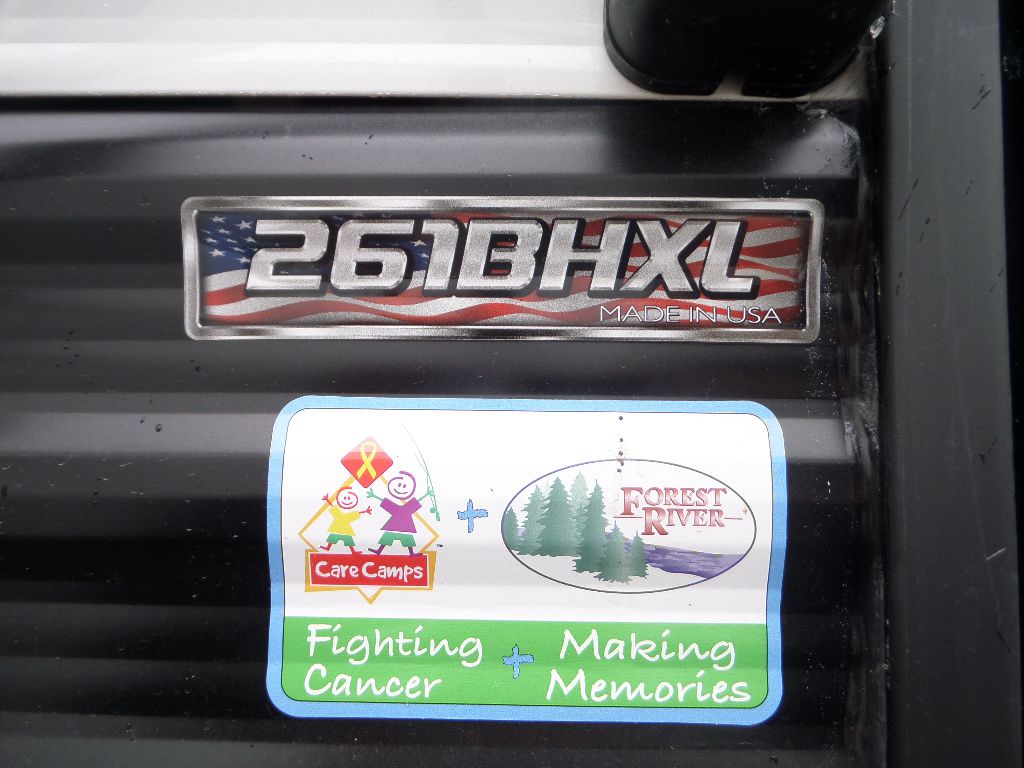 261BHXL
MADE IN USA
FOREST
RIVER
Care Camps
Fighting + Making
Cancer Memories